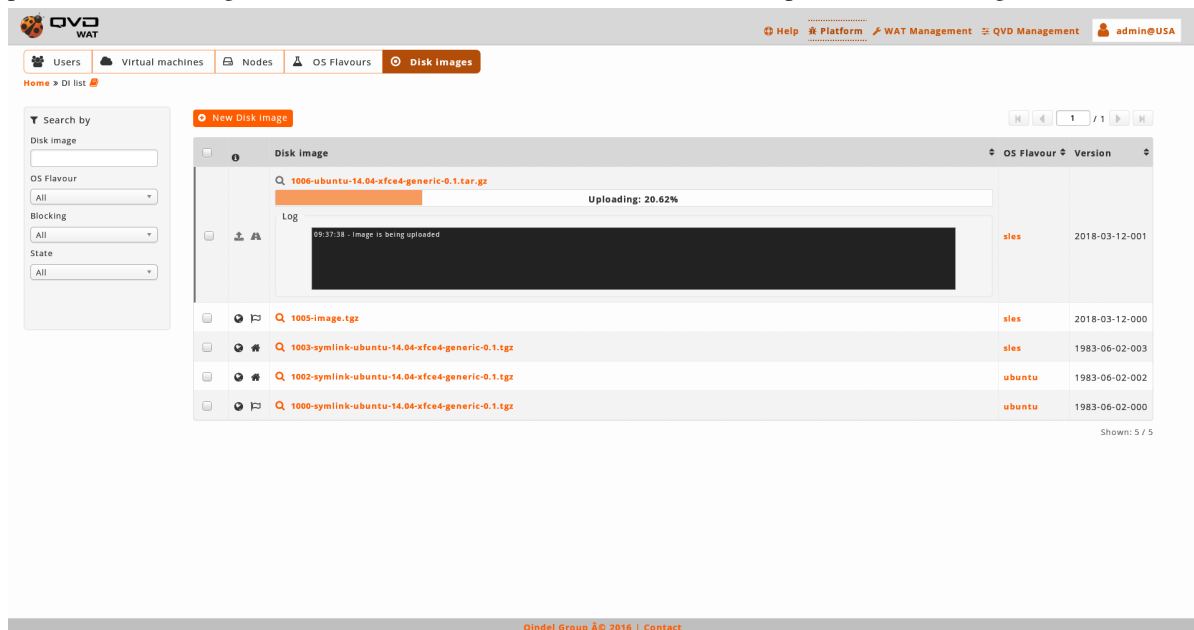 QVD
WAT
Help Platform WAT Management QVD Management admin@USA
Users Virtual machines Nodes OS Flavours Disk images
Home » DI list
Search by
Disk image
OS Flavour
All
Blocking
All
State
All
New Disk image
1 / 1
Disk image OS Flavour Version
1006-ubuntu-14.04-xfce4-generic-0.1.tar.gz
Uploading: 20.62%
Log
09:37:38 - Image is being uploaded
sles 2018-03-12-001
1005-image.tgz sles 2018-03-12-000
1003-symlink-ubuntu-14.04-xfce4-generic-0.1.tgz sles 1983-06-02-003
1002-symlink-ubuntu-14.04-xfce4-generic-0.1.tgz ubuntu 1983-06-02-002
1000-symlink-ubuntu-14.04-xfce4-generic-0.1.tgz ubuntu 1983-06-02-000
Shown: 5 / 5
Qindel Group Â© 2016 | Contact